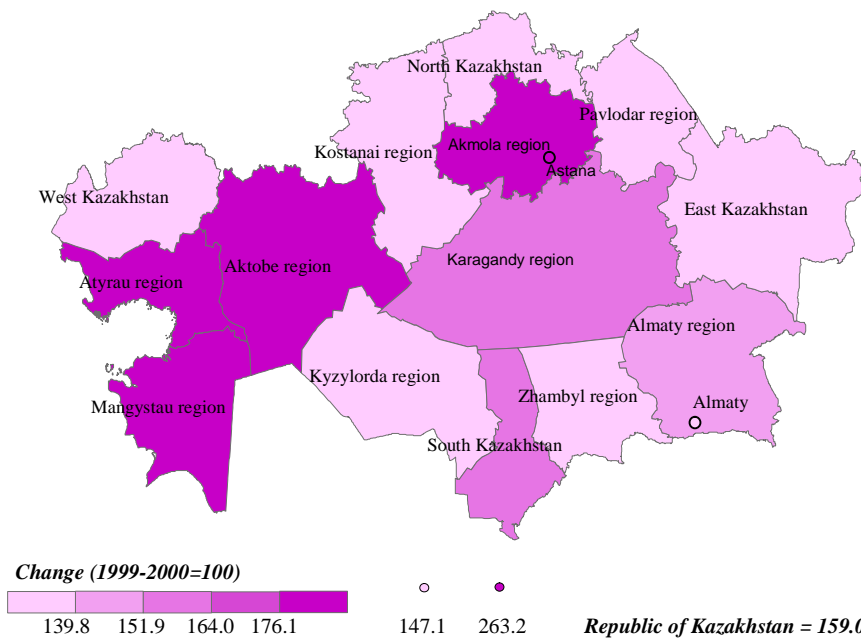 North Kazakhstan
Pavlodar region
Kostanai region
Akmola region
Astana
West Kazakhstan
East Kazakhstan
Karagandy region
Aktobe region
Atyrau region
Almaty region
Kyzylorda region
Zhambyl region
Almaty
Mangystau region
South Kazakhstan
Change (1999-2000=100)
139.8 151.9 164.0 176.1 147.1 263.2 Republic of Kazakhstan = 159.0